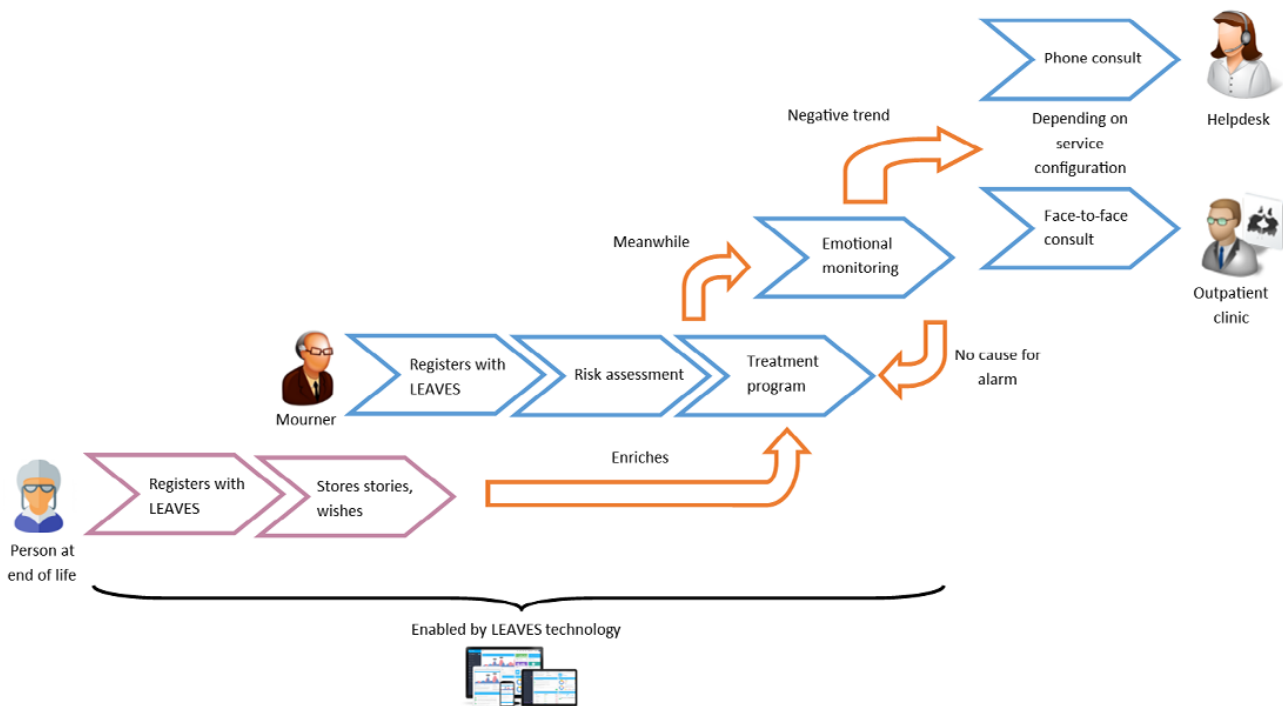 Phone consult
Helpdesk
Negative trend
Depending on
service
configuration
Face-to-face
consult
Outpatient
clinic
Meanwhile
Emotional
monitoring
Mourner
Registers with
LEAVES
Risk assessment
Treatment
program
No cause for
alarm
Enriches
Person at
end of life
Registers with
LEAVES
Stores stories,
wishes
Enabled by LEAVES technology